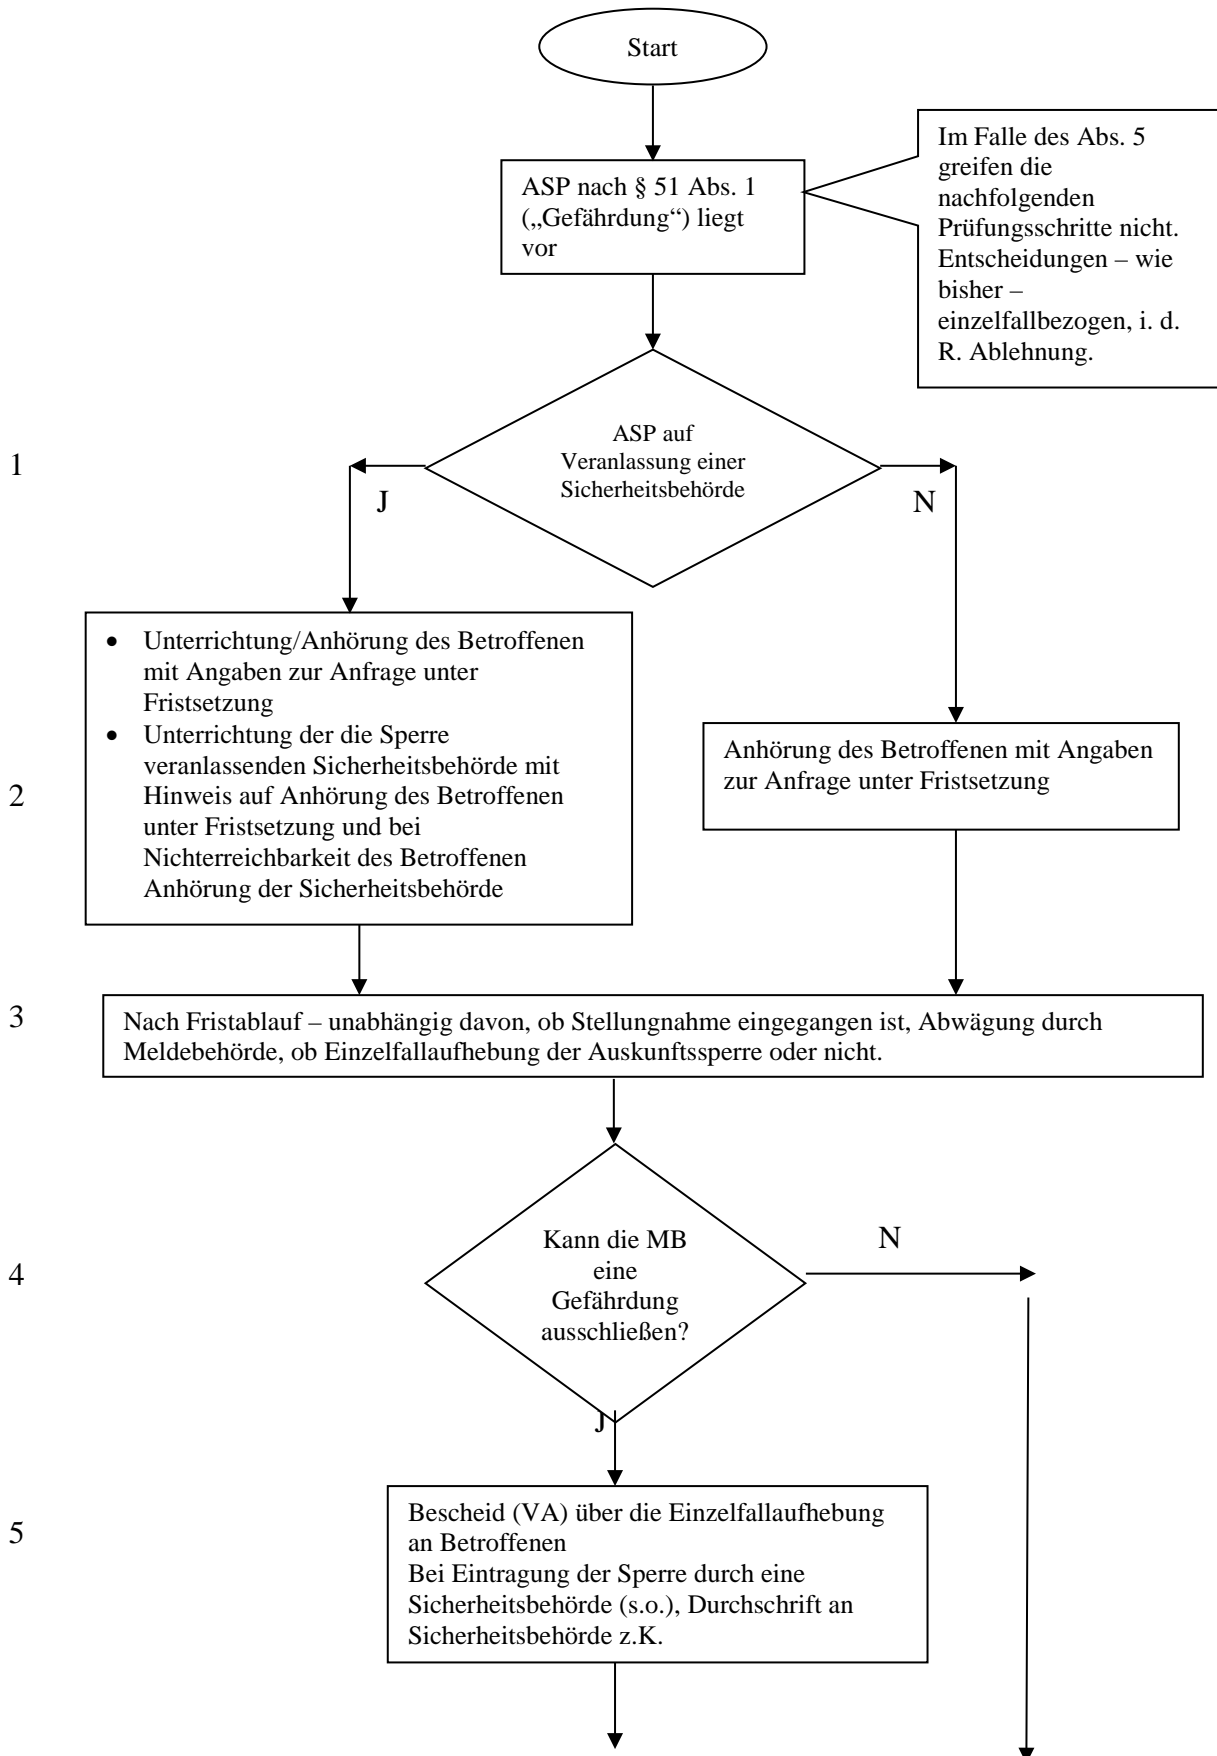 Start
ASP nach § 51 Abs. 1
(„Gefährdung“) liegt
vor
Im Falle des Abs. 5
greifen die
nachfolgenden
Prüfungsschritte nicht.
Entscheidungen – wie
bisher –
einzelfallbezogen, i. d.
R. Ablehnung.
1
ASP auf
Veranlassung einer
Sicherheitsbehörde
J
N
2
• Unterrichtung/Anhörung des Betroffenen
mit Angaben zur Anfrage unter
Fristsetzung
• Unterrichtung der die Sperre
veranlassenden Sicherheitsbehörde mit
Hinweis auf Anhörung des Betroffenen
unter Fristsetzung und bei
Nichterreichbarkeit des Betroffenen
Anhörung der Sicherheitsbehörde
Anhörung des Betroffenen mit Angaben
zur Anfrage unter Fristsetzung
3
Nach Fristablauf – unabhängig davon, ob Stellungnahme eingegangen ist, Abwägung durch
Meldebehörde, ob Einzelfallaufhebung der Auskunftssperre oder nicht.
4
Kann die MB
eine
Gefährdung
ausschließen?
N
J
5
Bescheid (VA) über die Einzelfallaufhebung
an Betroffenen
Bei Eintragung der Sperre durch eine
Sicherheitsbehörde (s.o.), Durchschrift an
Sicherheitsbehörde z.K.